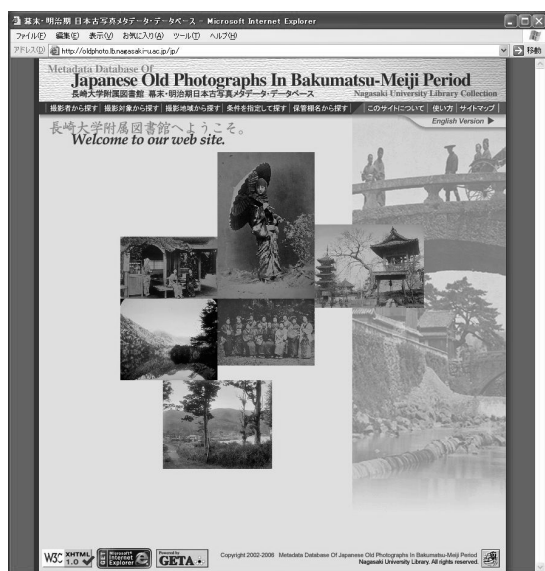 幕末・明治期 日本古写真メタデータ・データベース - Microsoft Internet Explorer
ファイル(F) 編集(E) 表示(V) お気に入り(A) ツール(T) ヘルプ(H)
アドレス(D) http://oldphoto.lb.nagasaki-u.ac.jp/jp/ 移動
Metadata Database Of
Japanese Old Photographs In Bakumatsu-Meiji Period
長崎大学附属図書館 幕末・明治期日本古写真メタデータ・データベース Nagasaki University Library Collection
撮影者から探す 撮影対象から探す 撮影地域から探す 条件を指定して探す 保管棚名から探す このサイトについて 使い方 サイトマップ
English Version ▶
長崎大学附属図書館へようこそ。
Welcome to our web site.
W3C XHTML 1.0
GET Microsoft Internet Explorer
Powered by GETA
Copyright 2002-2006 Metadata Database Of Japanese Old Photographs In Bakumatsu-Meiji Period
Nagasaki University Library. All rights reserved.